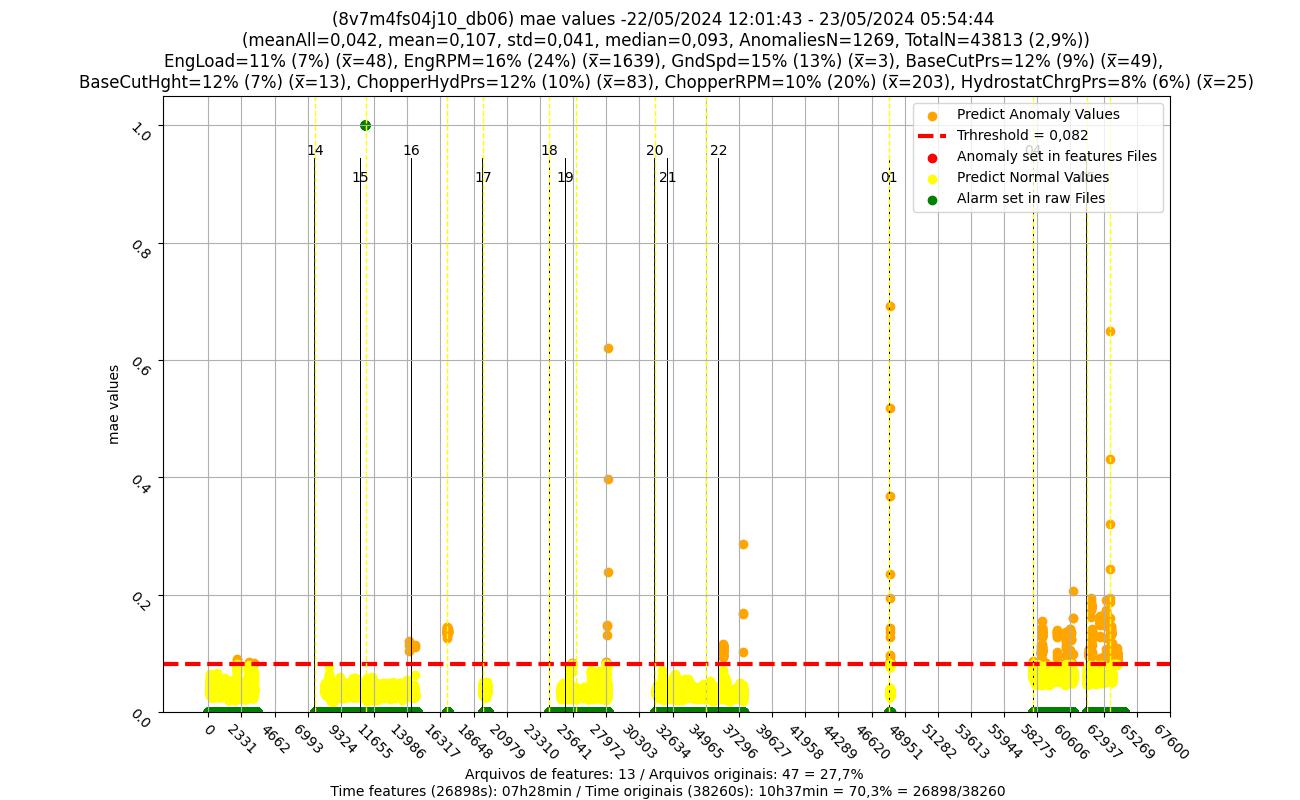 (8v7m4fs04j10_db06) mae values -22/05/2024 12:01:43 - 23/05/2024 05:54:44
(meanAll=0,042, mean=0,107, std=0,041, median=0,093, AnomaliesN=1269, TotalN=43813 (2,9%))
EngLoad=11% (7%) (x̅=48), EngRPM=16% (24%) (x̅=1639), GndSpd=15% (13%) (x̅=3), BaseCutPrs=12% (9%) (x̅=49),
BaseCutHght=12% (7%) (x̅=13), ChopperHydPrs=12% (10%) (x̅=83), ChopperRPM=10% (20%) (x̅=203), HydrostatChrgPrs=8% (6%) (x̅=25)
Predict Anomaly Values
Trhreshold = 0,082
Anomaly set in features Files
Predict Normal Values
Alarm set in raw Files
14 16 18 20 22 04
15 17 19 21 01
mae values
1.0
0.8
0.6
0.4
0.2
0.0
0 2331 4662 6993 9324 11655 13986 16317 18648 20979 23310 25641 27972 30303 32634 34965 37296 39627 41958 44289 46620 48951 51282 53613 55944 58275 60606 62937 65269 67600
Arquivos de features: 13 / Arquivos originais: 47 = 27,7%
Time features (26898s): 07h28min / Time originais (38260s): 10h37min = 70,3% = 26898/38260